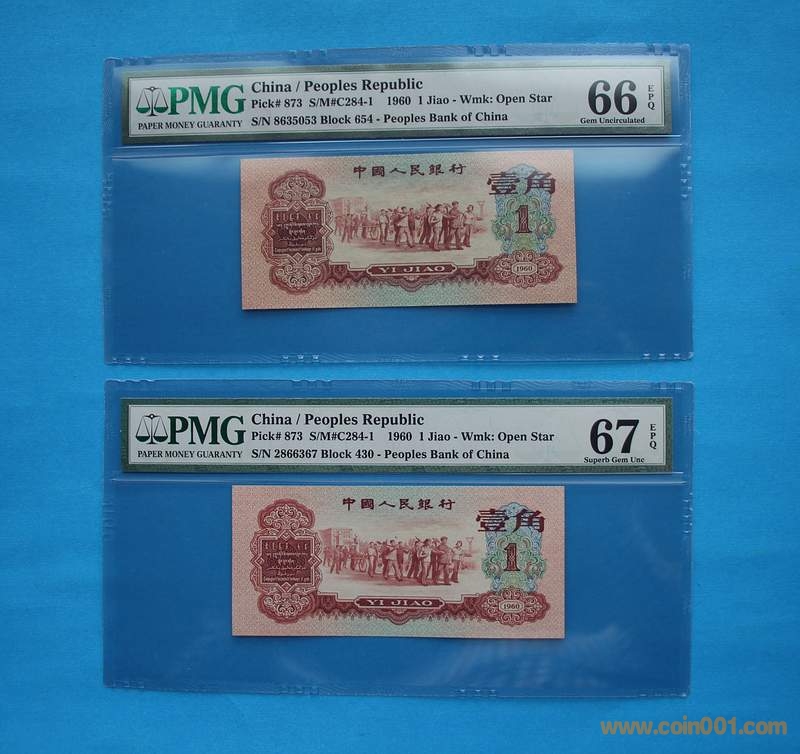 PMG
PAPER MONEY GUARANTY
China / Peoples Republic
Pick# 873 S/M#C284-1 1960 1 Jiao - Wmk: Open Star
S/N 8635053 Block 654 - Peoples Bank of China
66 EPQ
Gem Uncirculated
中國人民銀行
壹角
1
YI JIAO
1960
PMG
PAPER MONEY GUARANTY
China / Peoples Republic
Pick# 873 S/M#C284-1 1960 1 Jiao - Wmk: Open Star
S/N 2866367 Block 430 - Peoples Bank of China
67 EPQ
Superb Gem Unc
中國人民銀行
壹角
1
YI JIAO
1960
www.coin001.com